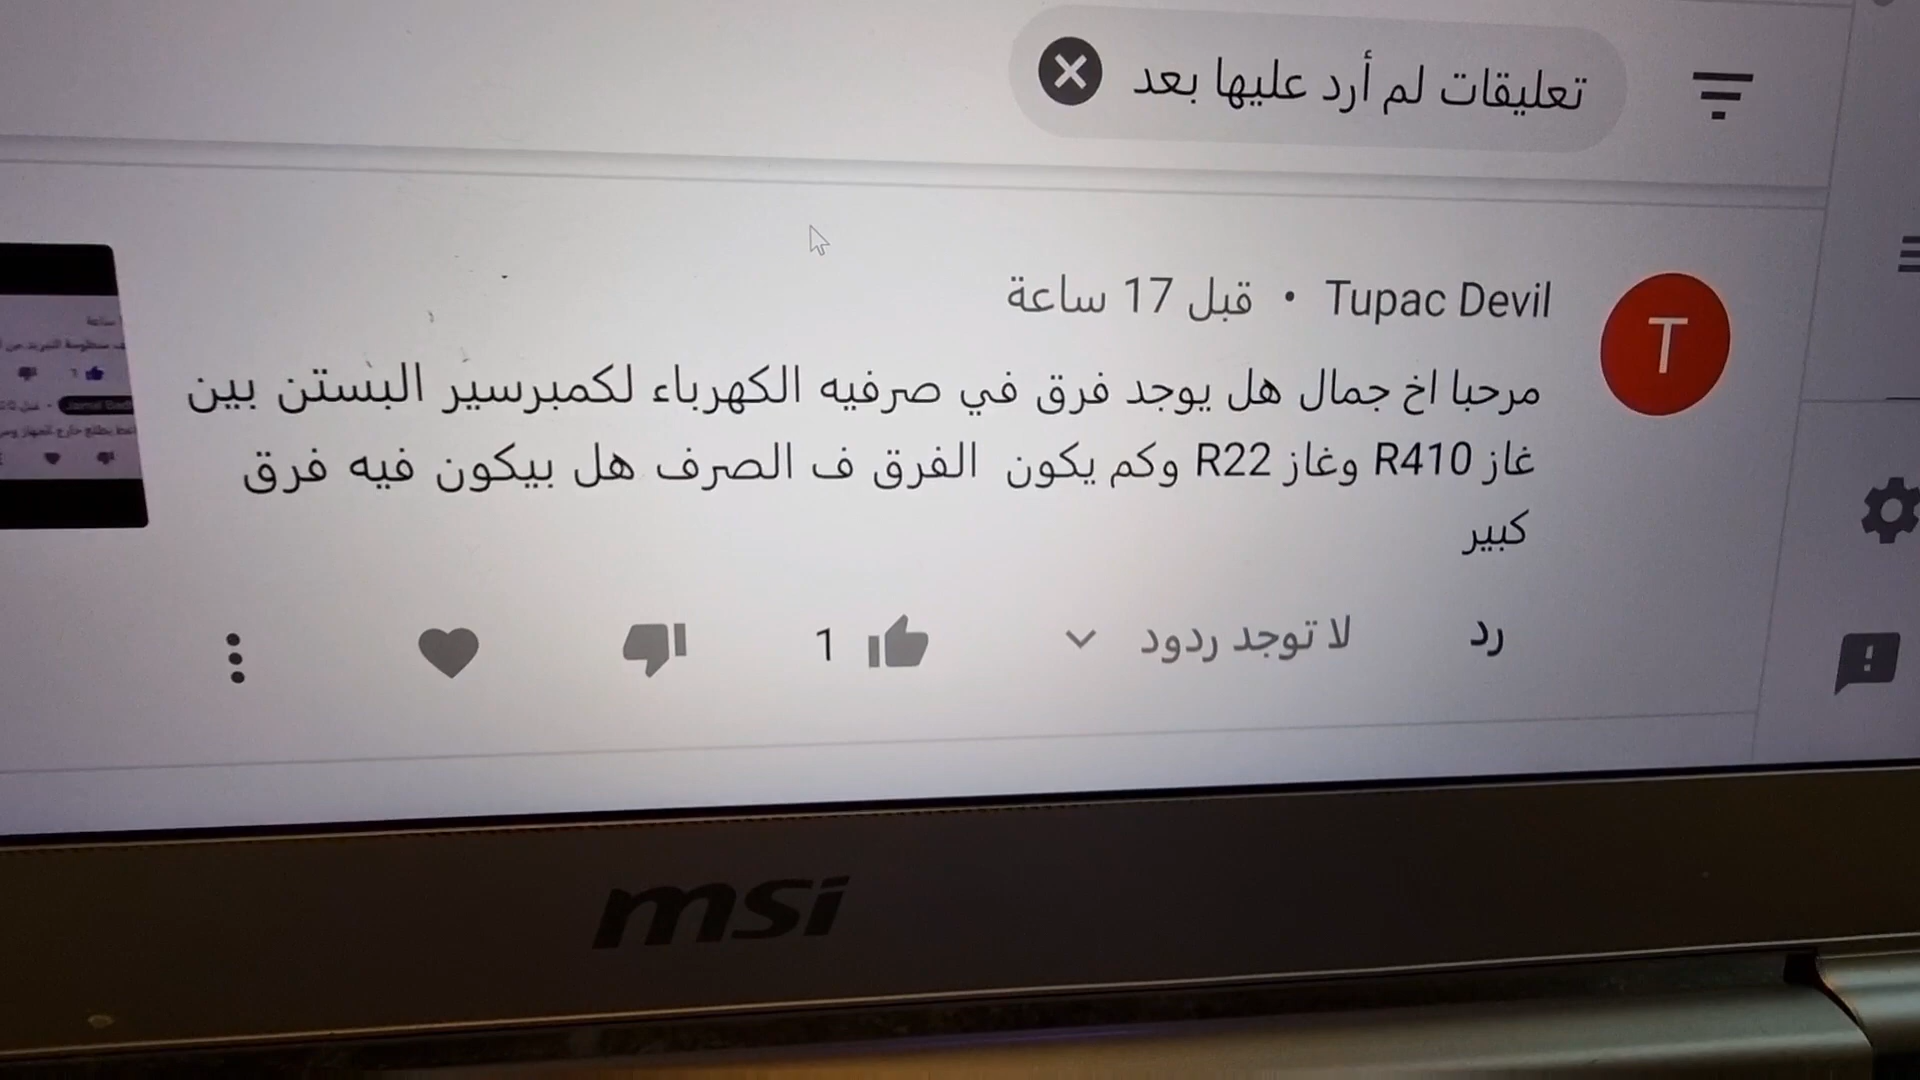 تعليقات لم أرد عليها بعد
Tupac Devil • قبل 17 ساعة
T
مرحبا اخ جمال هل يوجد فرق في صرفيه الكهرباء لكمبرسير البستن بين
غاز R410 وغاز R22 وكم يكون الفرق ف الصرف هل بيكون فيه فرق
كبير
رد
لا توجد ردود
1
msi